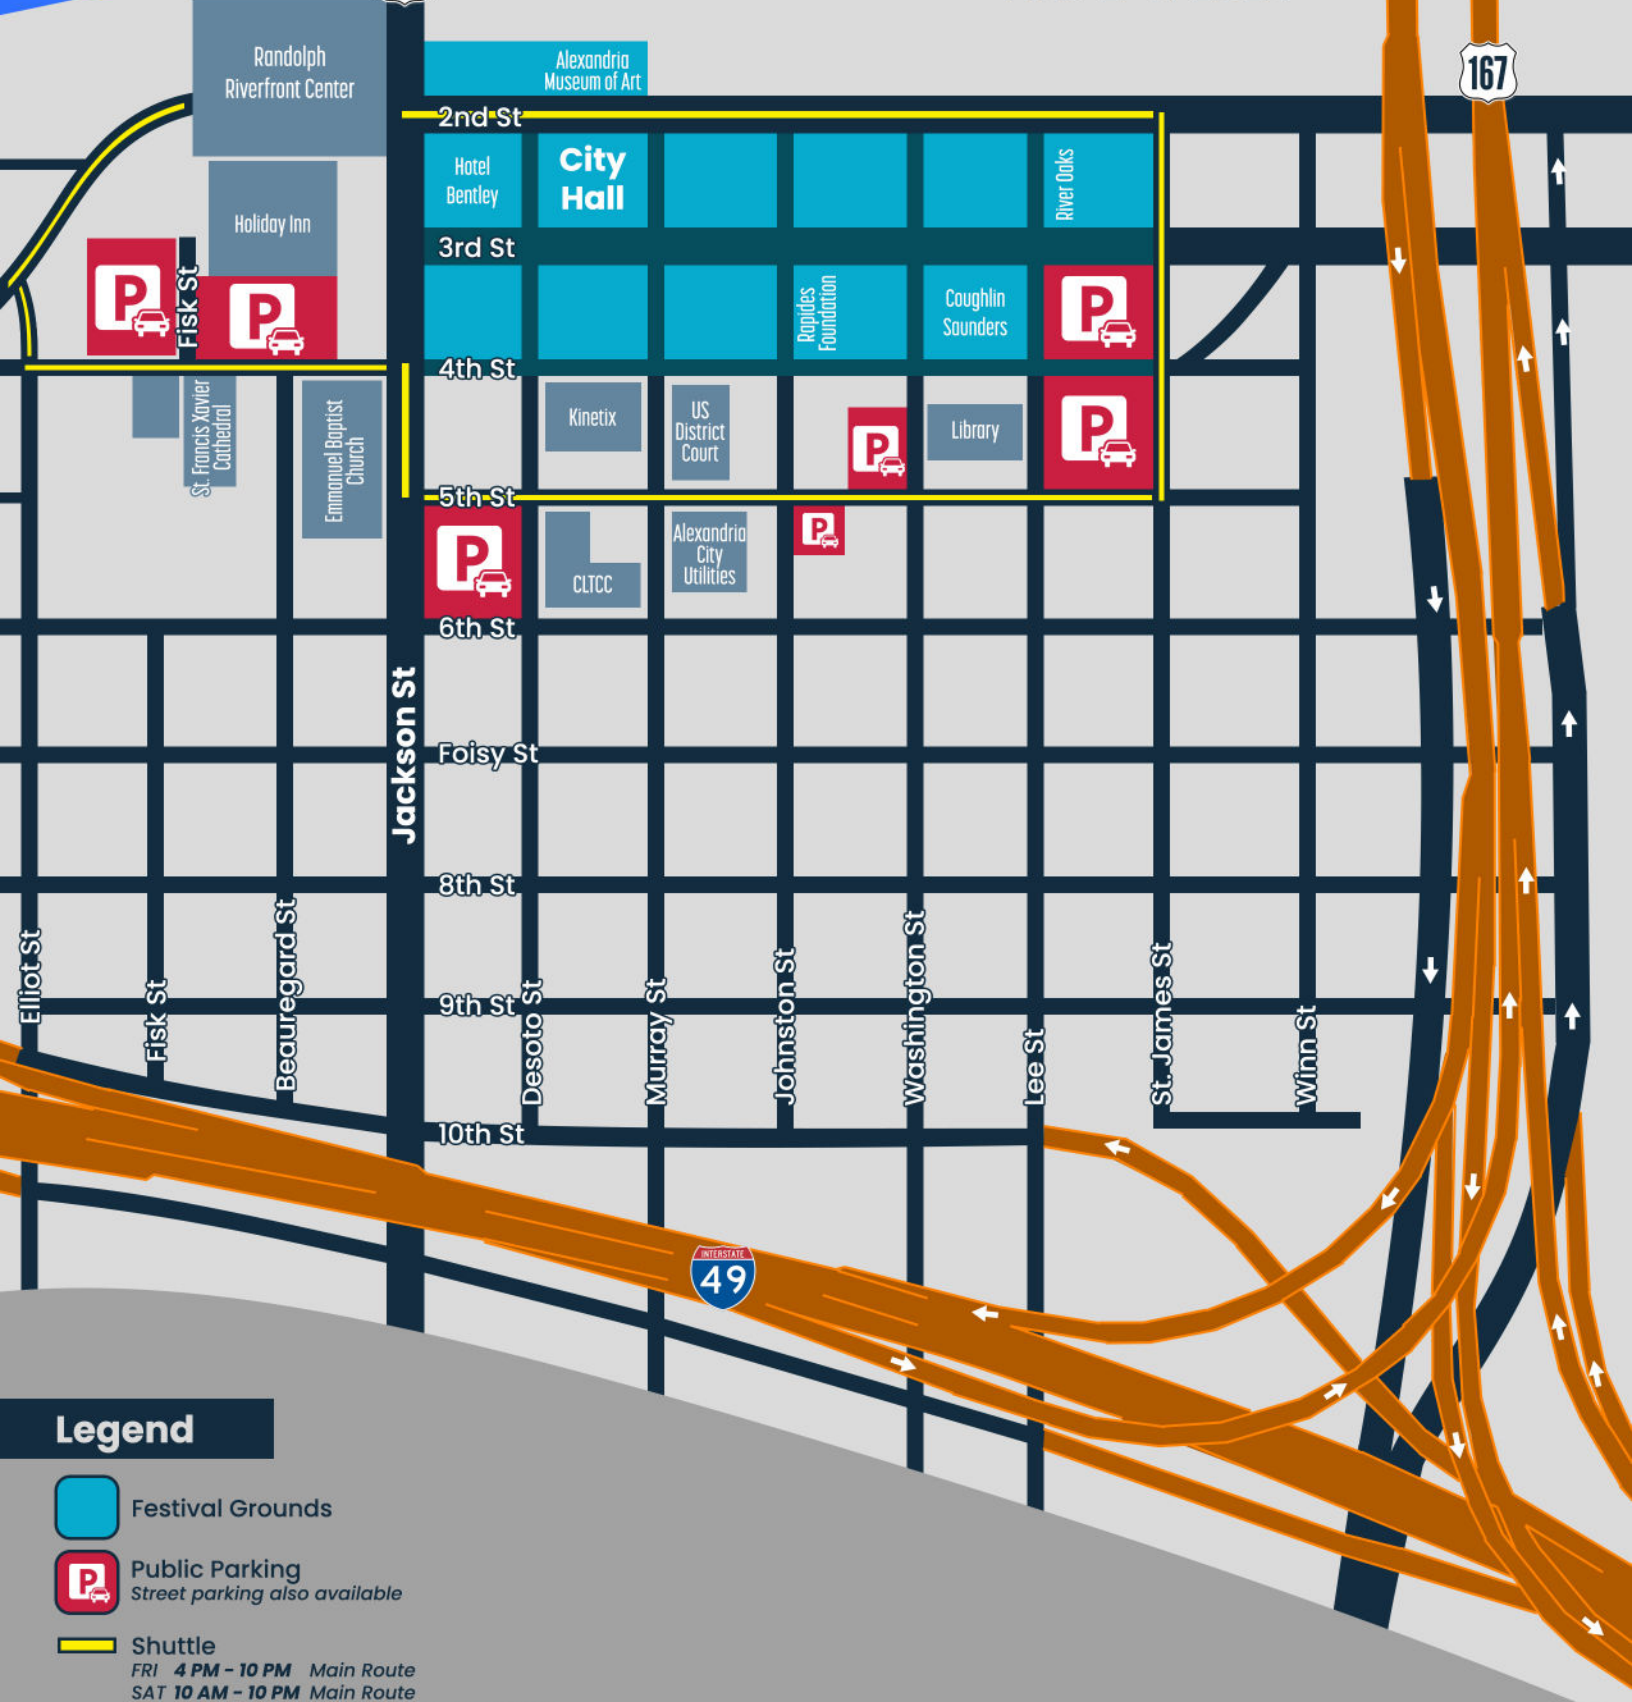 Randolph
Riverfront Center
Alexandria
Museum of Art
167
2nd St
Hotel
Bentley
City
Hall
River Oaks
Holiday Inn
3rd St
P
Fisk St
P
Rapides
Foundation
Coughlin
Saunders
P
4th St
St. Francis Xavier
Cathedral
Emmanuel Baptist
Church
Kinetix
US
District
Court
P
Library
P
5th St
P
CLTCC
Alexandria
City
Utilities
P
6th St
Jackson St
Foisy St
8th St
Elliot St
Fisk St
Beauregard St
9th St
Desoto St
Murray St
Johnston St
Washington St
Lee St
St. James St
Winn St
10th St
INTERSTATE
49
Legend
Festival Grounds
P
Public Parking
Street parking also available
Shuttle
FRI 4 PM - 10 PM Main Route
SAT 10 AM - 10 PM Main Route